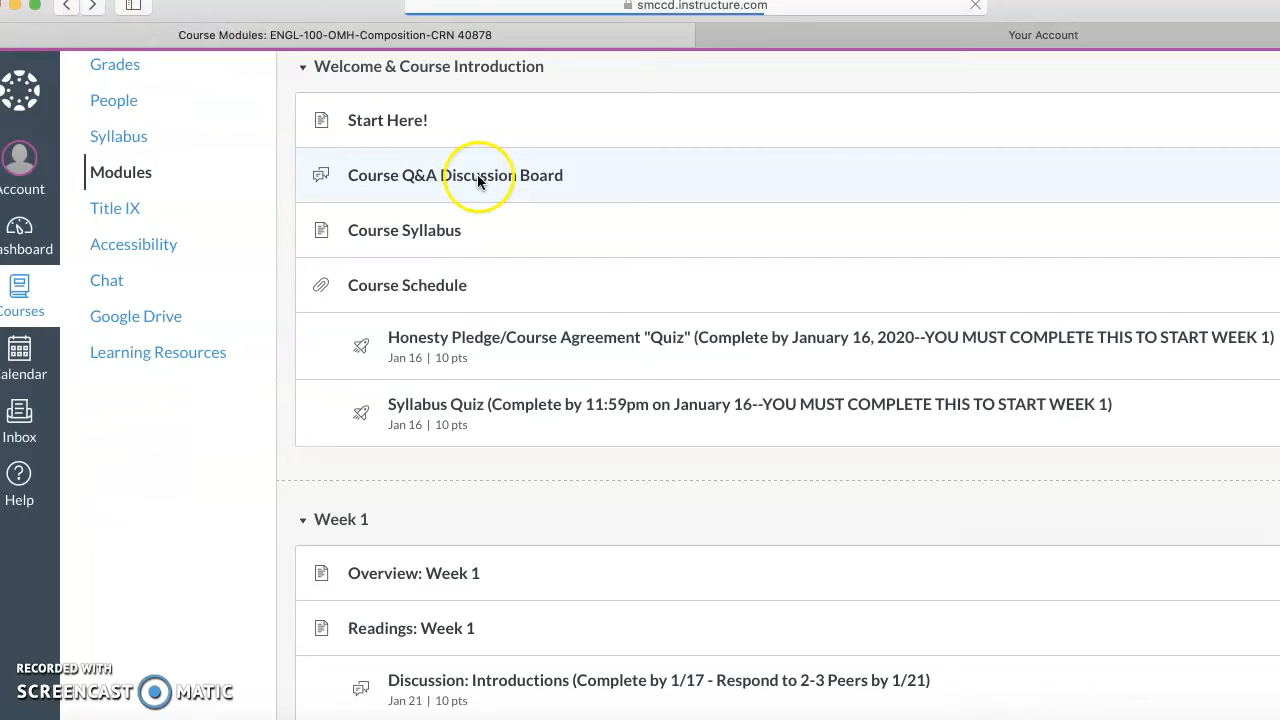 smccd.instructure.com
Course Modules: ENGL-100-OMH-Composition-CRN 40878
Your Account
Grades
People
Syllabus
Modules
Title IX
Accessibility
Chat
Google Drive
Learning Resources
Account
ashboard
Courses
Calendar
Inbox
Help
Welcome & Course Introduction
Start Here!
Course Q&A Discussion Board
Course Syllabus
Course Schedule
Honesty Pledge/Course Agreement "Quiz" (Complete by January 16, 2020--YOU MUST COMPLETE THIS TO START WEEK 1)
Jan 16 | 10 pts
Syllabus Quiz (Complete by 11:59pm on January 16--YOU MUST COMPLETE THIS TO START WEEK 1)
Jan 16 | 10 pts
Week 1
Overview: Week 1
Readings: Week 1
Discussion: Introductions (Complete by 1/17 - Respond to 2-3 Peers by 1/21)
Jan 21 | 10 pts
RECORDED WITH
SCREENCAST MATIC